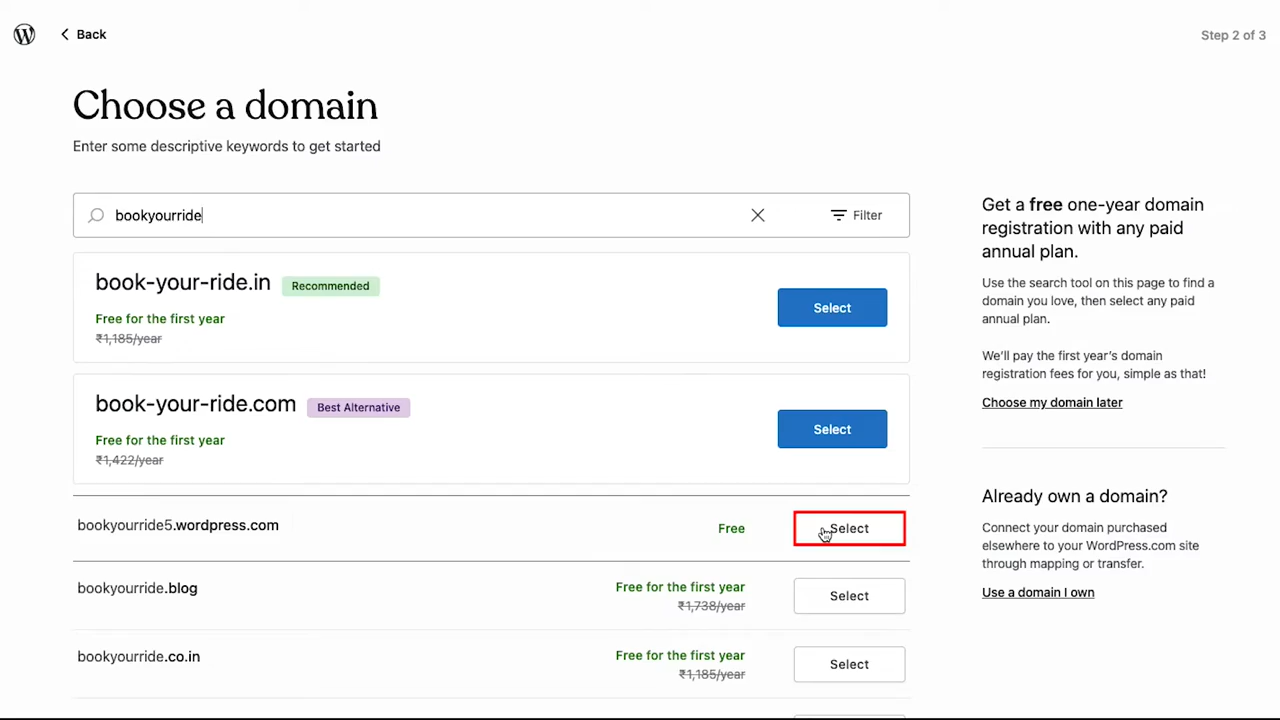 Back
Step 2 of 3
Choose a domain
Enter some descriptive keywords to get started
bookyourride
Filter
book-your-ride.in Recommended
Free for the first year
₹1,185/year
Select
book-your-ride.com Best Alternative
Free for the first year
₹1,422/year
Select
bookyourride5.wordpress.com Free Select
bookyourride.blog
Free for the first year
₹1,738/year
Select
bookyourride.co.in
Free for the first year
₹1,185/year
Select
Get a free one-year domain
registration with any paid
annual plan.
Use the search tool on this page to find a
domain you love, then select any paid
annual plan.
We’ll pay the first year’s domain
registration fees for you, simple as that!
Choose my domain later
Already own a domain?
Connect your domain purchased
elsewhere to your WordPress.com site
through mapping or transfer.
Use a domain I own